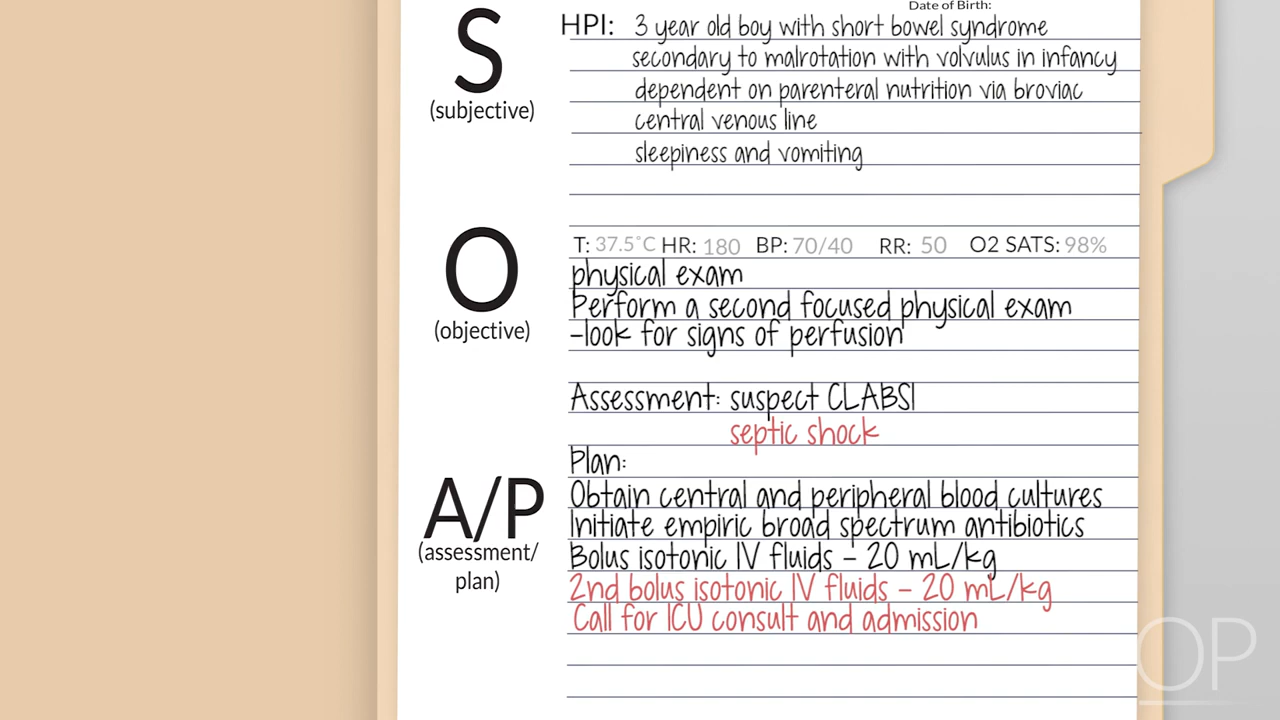 Date of Birth:
S
(subjective)
HPI: 3 year old boy with short bowel syndrome
secondary to malrotation with volvulus in infancy
dependent on parenteral nutrition via broviac
central venous line
sleepiness and vomiting
O
(objective)
T: 37.5°C HR: 180 BP: 70/40 RR: 50 O2 SATS: 98%
physical exam
Perform a second focused physical exam
-look for signs of perfusion
A/P
(assessment/
plan)
Assessment: suspect CLABSI
septic shock
Plan:
Obtain central and peripheral blood cultures
Initiate empiric broad spectrum antibiotics
Bolus isotonic IV fluids - 20 mL/kg
2nd bolus isotonic IV fluids - 20 mL/kg
Call for ICU consult and admission
OP